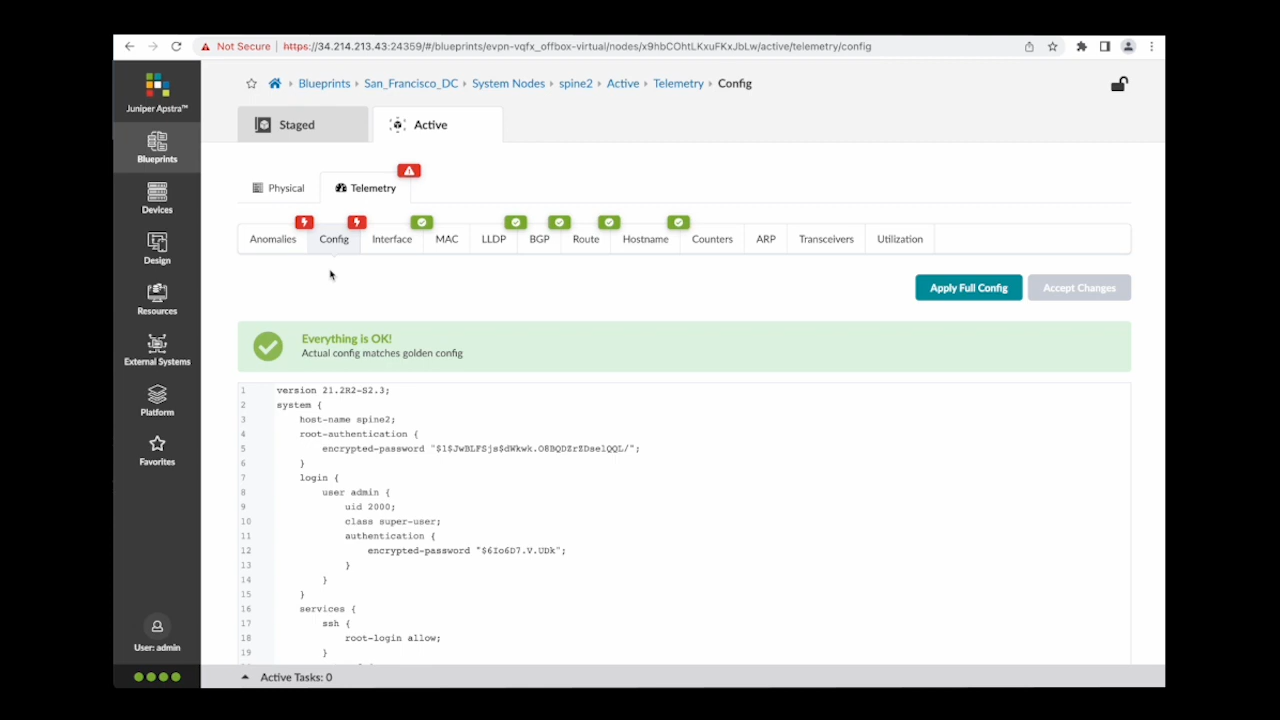 Not Secure | https://34.214.213.43:24359/#/blueprints/evpn-vqfx_offbox-virtual/nodes/x9hbCOhtLKxuFKxJbLw/active/telemetry/config
Juniper Apstra™
Blueprints
Devices
Design
Resources
External Systems
Platform
Favorites
User: admin
Blueprints San_Francisco_DC System Nodes spine2 Active Telemetry Config
Staged Active
Physical Telemetry
Anomalies Config Interface MAC LLDP BGP Route Hostname Counters ARP Transceivers Utilization
Apply Full Config Accept Changes
Everything is OK!
Actual config matches golden config
1 version 21.2R2-S2.3;
2 system {
3 host-name spine2;
4 root-authentication {
5 encrypted-password "$1$JwBLFSjs$dWkwk.O8BQDZrZDselQQL/";
6 }
7 login {
8 user admin {
9 uid 2000;
10 class super-user;
11 authentication {
12 encrypted-password "$6Io6D7.V.UDk";
13 }
14 }
15 }
16 services {
17 ssh {
18 root-login allow;
19 }
Active Tasks: 0